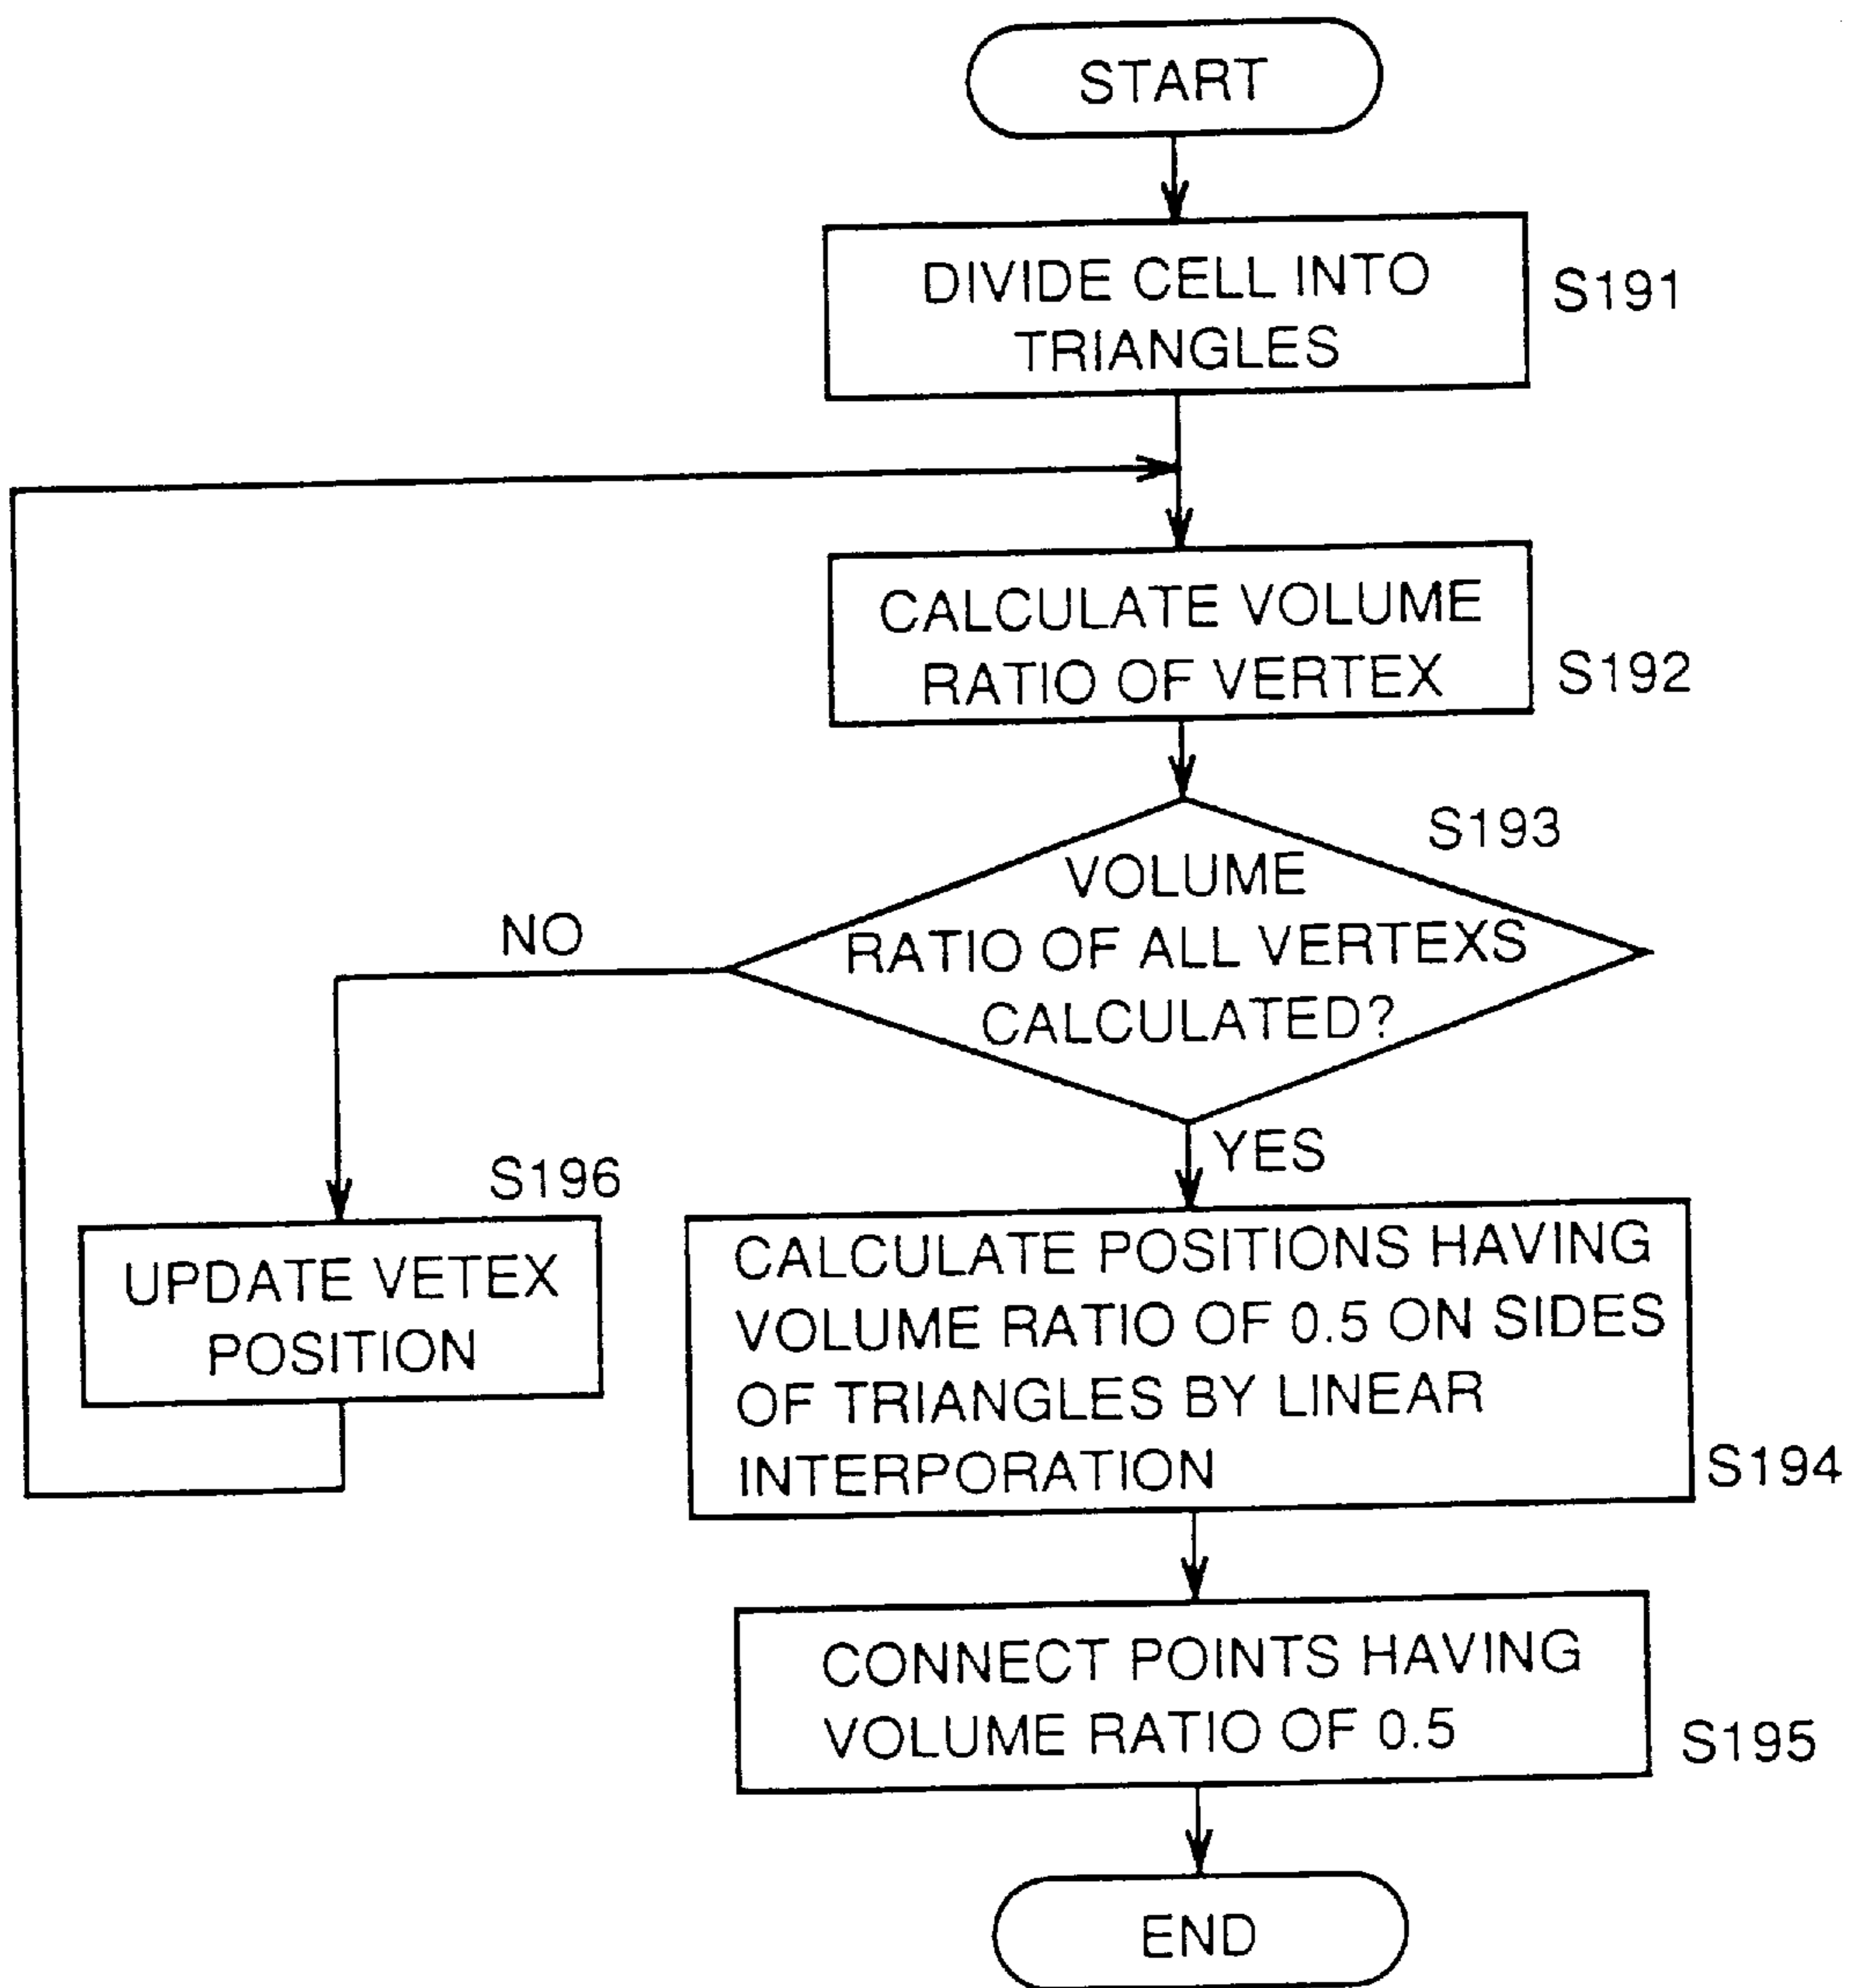 START
DIVIDE CELL INTO
TRIANGLES
S191
CALCULATE VOLUME
RATIO OF VERTEX
S192
S193
VOLUME
RATIO OF ALL VERTEXS
CALCULATED?
NO
YES
S196
UPDATE VETEX
POSITION
CALCULATE POSITIONS HAVING
VOLUME RATIO OF 0.5 ON SIDES
OF TRIANGLES BY LINEAR
INTERPORATION
S194
CONNECT POINTS HAVING
VOLUME RATIO OF 0.5
S195
END